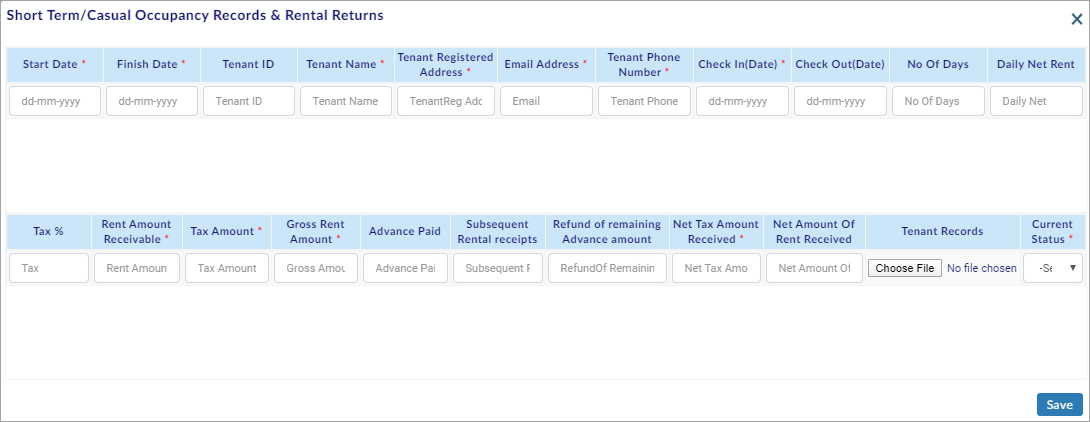 Short Term/Casual Occupancy Records & Rental Returns
X
Start Date * Finish Date * Tenant ID Tenant Name * Tenant Registered Address * Email Address * Tenant Phone Number * Check In(Date) * Check Out(Date) No Of Days Daily Net Rent
dd-mm-yyyy dd-mm-yyyy Tenant ID Tenant Name TenantReg Adc Email Tenant Phone dd-mm-yyyy dd-mm-yyyy No Of Days Daily Net
Tax % Rent Amount Receivable * Tax Amount * Gross Rent Amount * Advance Paid Subsequent Rental receipts Refund of remaining Advance amount Net Tax Amount Received * Net Amount Of Rent Received Tenant Records Current Status *
Tax Rent Amoun Tax Amount Gross Amou Advance Pai Subsequent F RefundOf Remainin Net Tax Amo Net Amount Of Choose File No file chosen -Se
Save